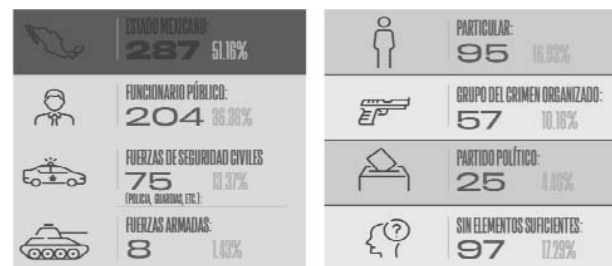 ESTADO MEXICANO:
287 51.16%
FUNCIONARIO PÚBLICO:
204 36.36%
FUERZAS DE SEGURIDAD CIVILES
75 13.37%
(POLICIA, GUARDIAS, ETC.):
FUERZAS ARMADAS:
8 1.43%
PARTICULAR:
95 16.93%
GRUPO DEL CRIMEN ORGANIZADO:
57 10.16%
PARTIDO POLÍTICO:
25 4.46%
SIN ELEMENTOS SUFICIENTES:
97 17.29%